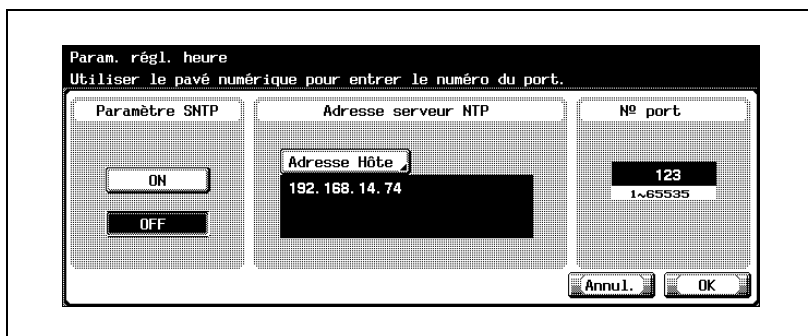 Param. régl. heure
Utiliser le pavé numérique pour entrer le numéro du port.
Paramètre SNTP
Adresse serveur NTP
Nº port
Adresse Hôte
ON
192.168.14.74
123
1~65535
OFF
Annul.
OK